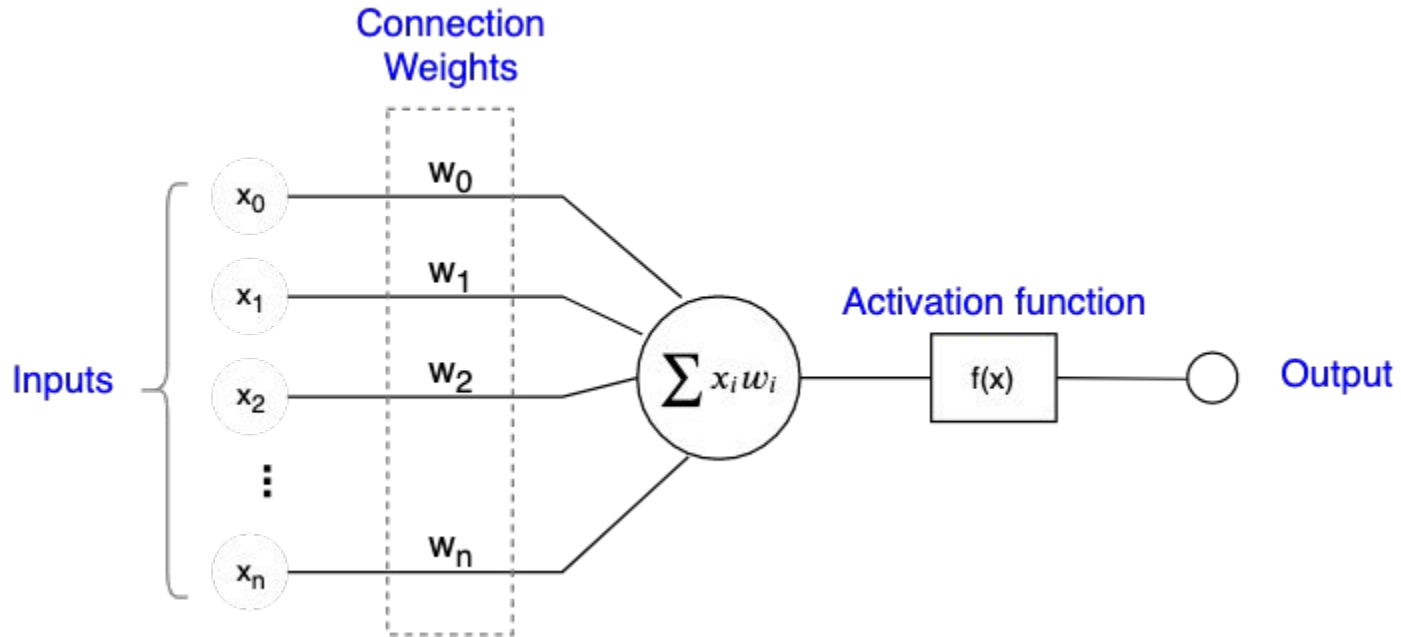 Connection
Weights
Inputs
x₀
x₁
x₂
⋮
xₙ
w₀
w₁
w₂
wₙ
∑ xᵢwᵢ
Activation function
f(x)
Output